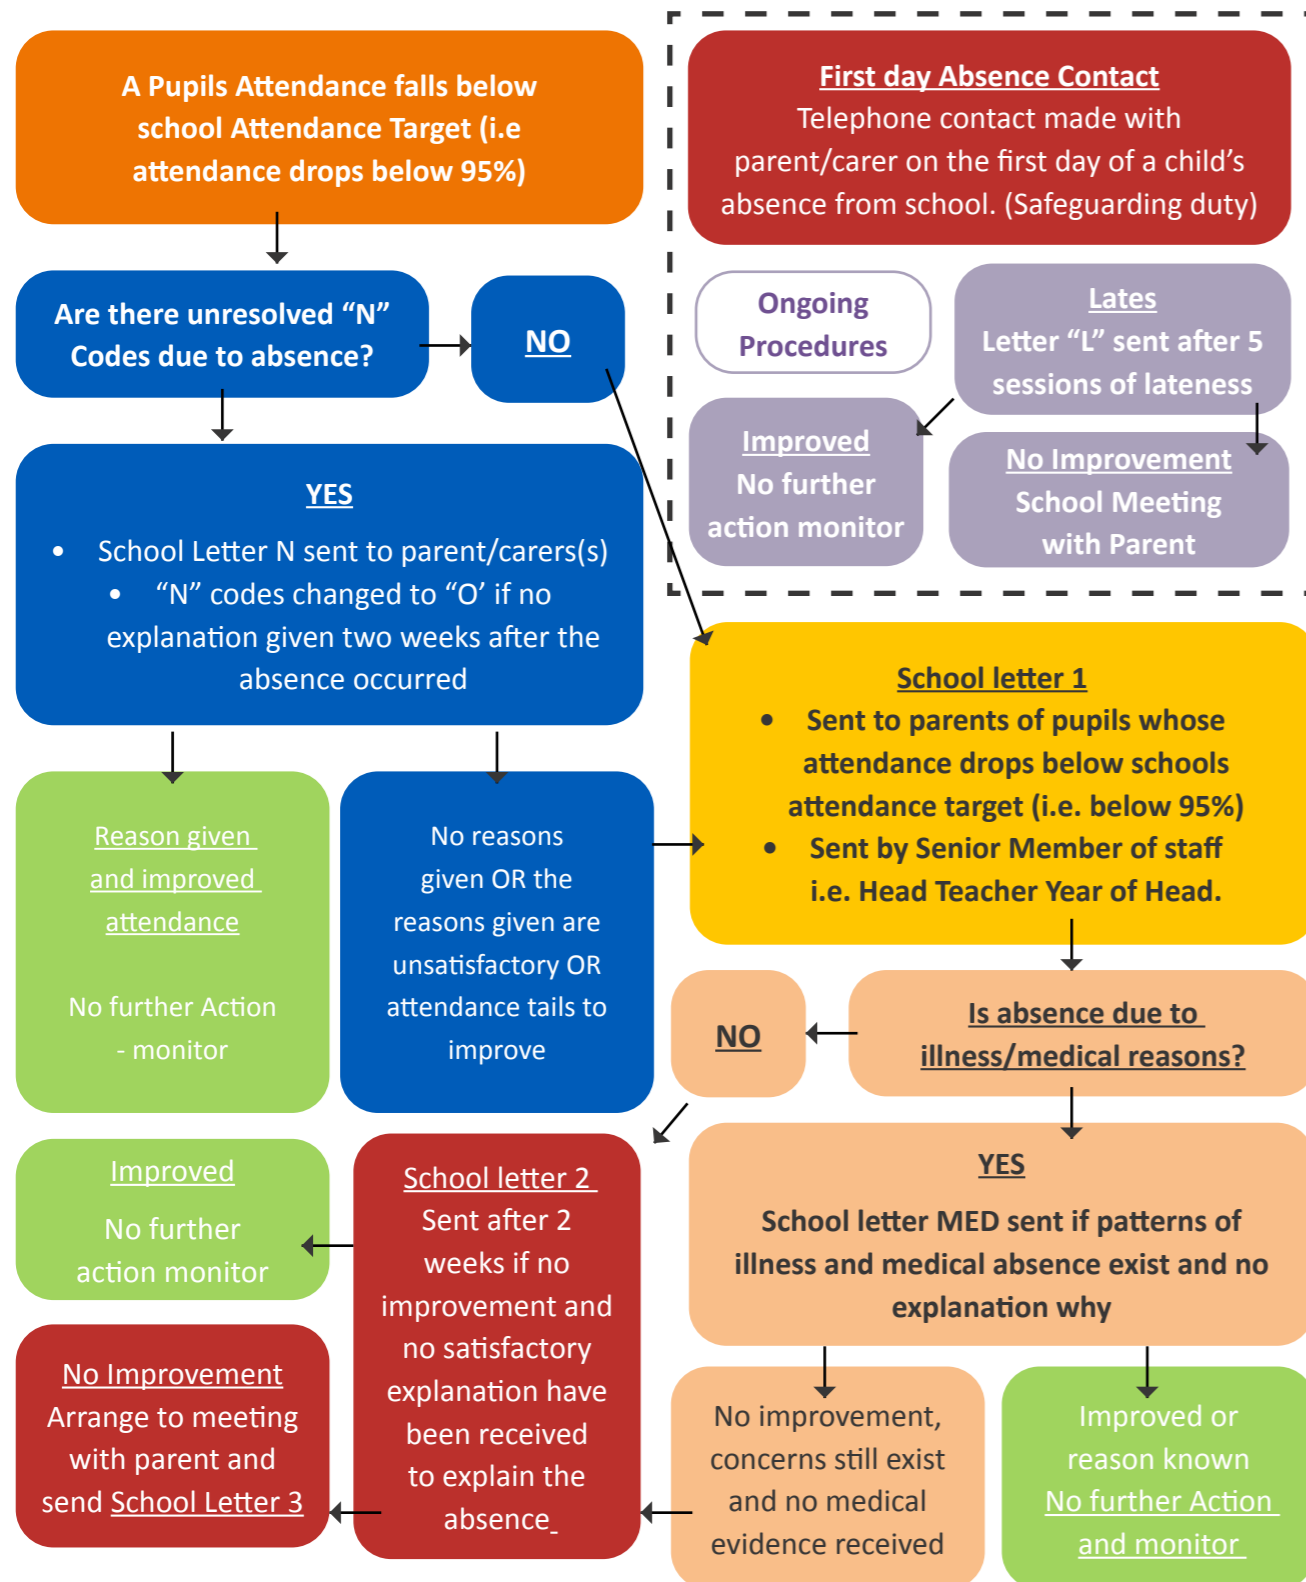 A Pupils Attendance falls below
school Attendance Target (i.e
attendance drops below 95%)
First day Absence Contact
Telephone contact made with
parent/carer on the first day of a child’s
absence from school. (Safeguarding duty)
Are there unresolved “N”
Codes due to absence?
NO
Ongoing
Procedures
Lates
Letter “L” sent after 5
sessions of lateness
Improved
No further
action monitor
No Improvement
School Meeting
with Parent
YES
• School Letter N sent to parent/carers(s)
• “N” codes changed to “O’ if no
explanation given two weeks after the
absence occurred
School letter 1
• Sent to parents of pupils whose
attendance drops below schools
attendance target (i.e. below 95%)
• Sent by Senior Member of staff
i.e. Head Teacher Year of Head.
Reason given
and improved
attendance
No further Action
- monitor
No reasons
given OR the
reasons given are
unsatisfactory OR
attendance tails to
improve
NO
Is absence due to
illness/medical reasons?
YES
School letter MED sent if patterns of
illness and medical absence exist and no
explanation why
Improved
No further
action monitor
School letter 2
Sent after 2
weeks if no
improvement and
no satisfactory
explanation have
been received
to explain the
absence
No Improvement
Arrange to meeting
with parent and
send School Letter 3
No improvement,
concerns still exist
and no medical
evidence received
Improved or
reason known
No further Action
and monitor